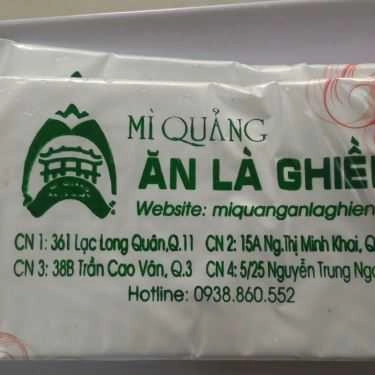 MÌ QUẢNG
ĂN LÀ GHIỀ
Website: miquanganlaghien
CN 1: 361 Lạc Long Quân,Q.11 CN 2: 15A Ng.Thị Minh Khai, Q
CN 3: 38B Trần Cao Vân, Q.3 CN 4: 5/25 Nguyễn Trung Ng
Hotline: 0938.860.552